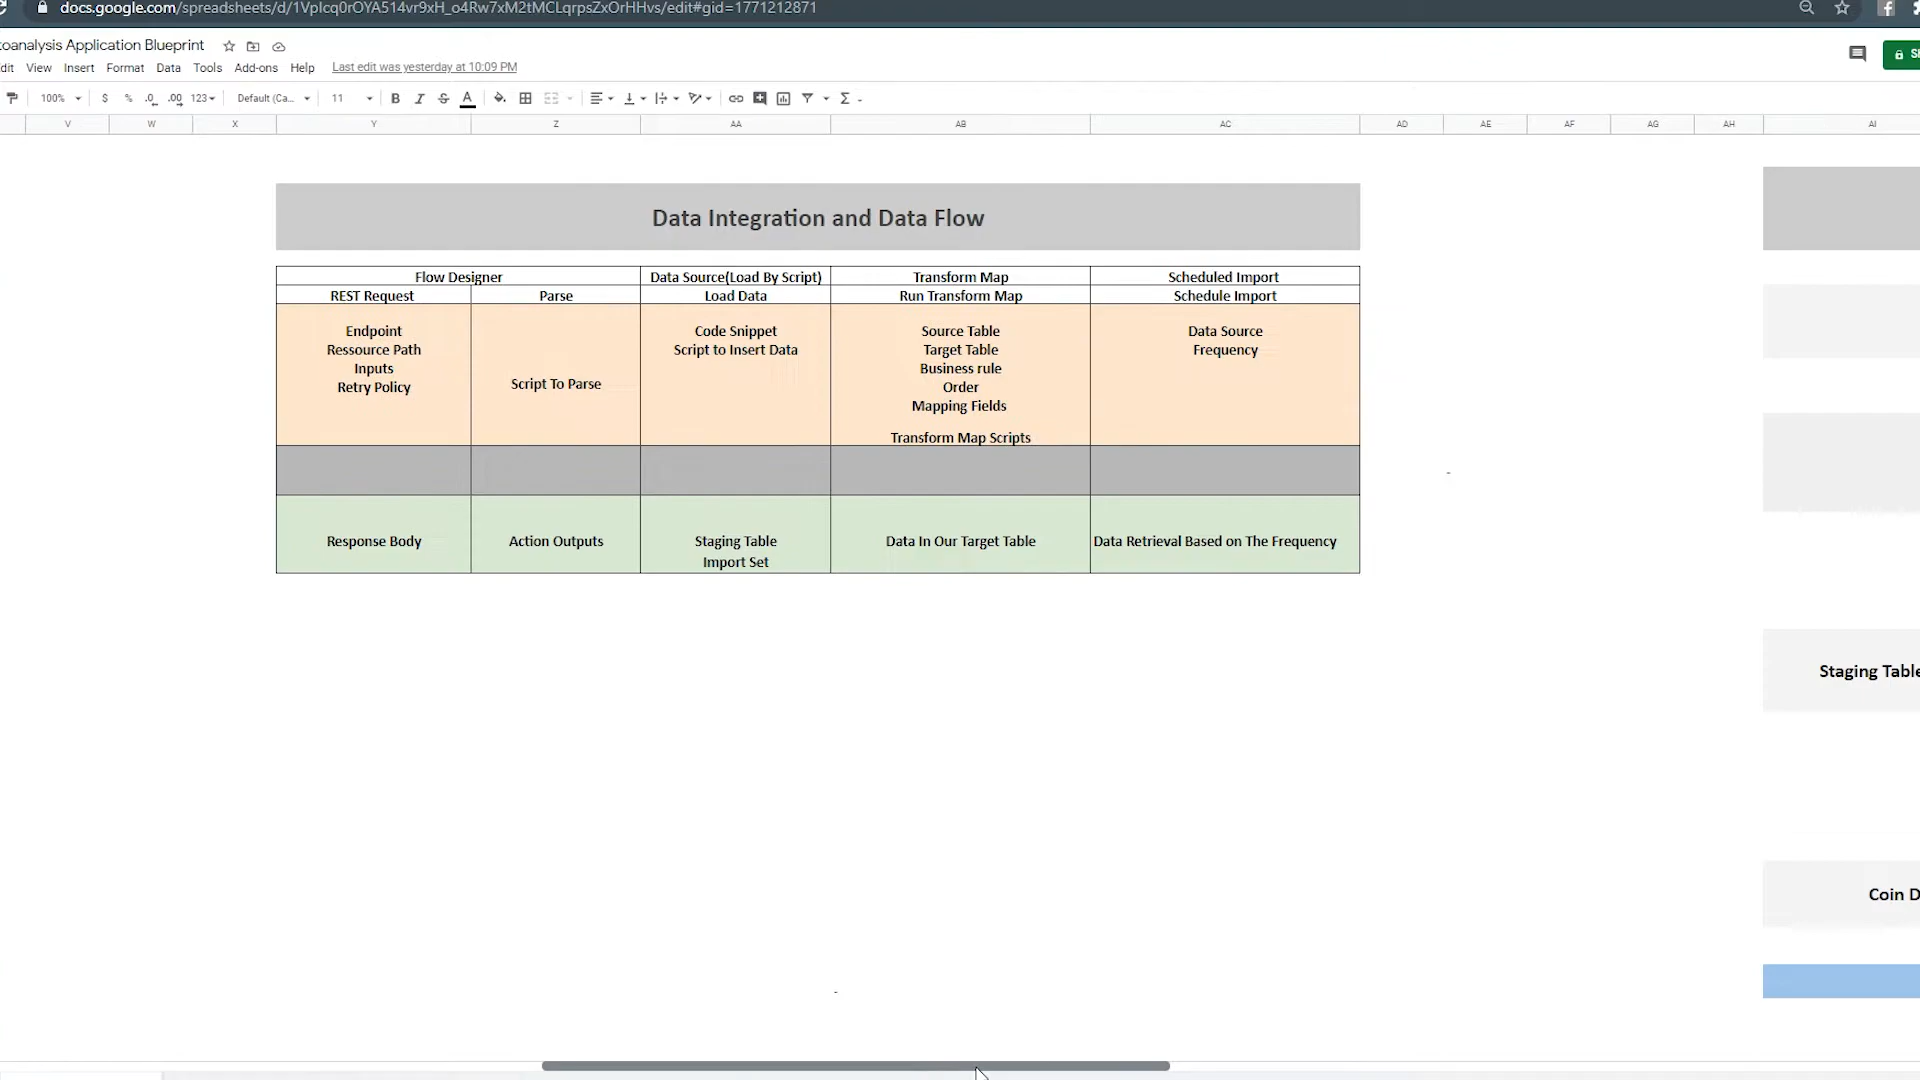 docs.google.com/spreadsheets/d/1VpIcq0rOYA514vr9xH_o4Rw7xM2tMCLqrpsZxOrHHvs/edit#gid=1771212871
toanalysis Application Blueprint
dit View Insert Format Data Tools Add-ons Help Last edit was yesterday at 10:09 PM
100% $ % .0 .00 123 Default (Ca... 11 B I S A Σ
V W X Y Z AA AB AC AD AE AF AG AH AI
Data Integration and Data Flow
Flow Designer Data Source(Load By Script) Transform Map Scheduled Import
REST Request Parse Load Data Run Transform Map Schedule Import
Endpoint
Ressource Path
Inputs
Retry Policy
Script To Parse
Code Snippet
Script to Insert Data
Source Table
Target Table
Business rule
Order
Mapping Fields
Transform Map Scripts
Data Source
Frequency
Response Body
Action Outputs
Staging Table
Import Set
Data In Our Target Table
Data Retrieval Based on The Frequency
Staging Table
Coin D